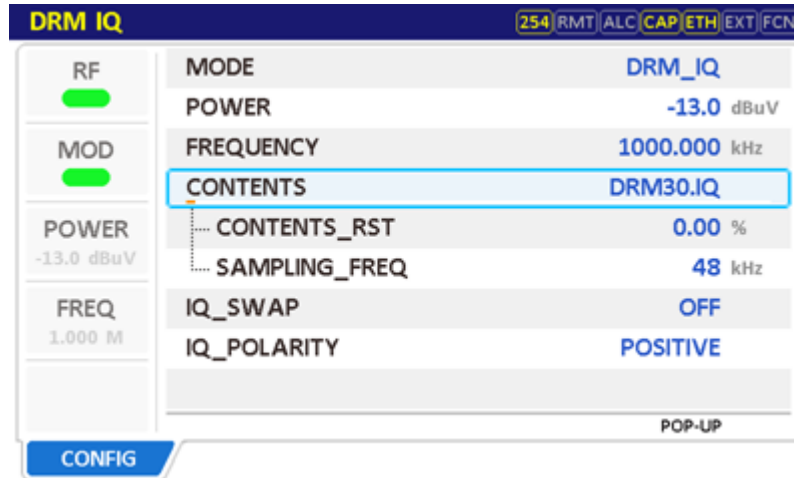 DRM IQ 254 RMT ALC CAP ETH EXT FCN
RF
MOD
POWER
-13.0 dBuV
FREQ
1.000 M
MODE DRM_IQ
POWER -13.0 dBuV
FREQUENCY 1000.000 kHz
CONTENTS DRM30.IQ
CONTENTS_RST 0.00 %
SAMPLING_FREQ 48 kHz
IQ_SWAP OFF
IQ_POLARITY POSITIVE
POP-UP
CONFIG